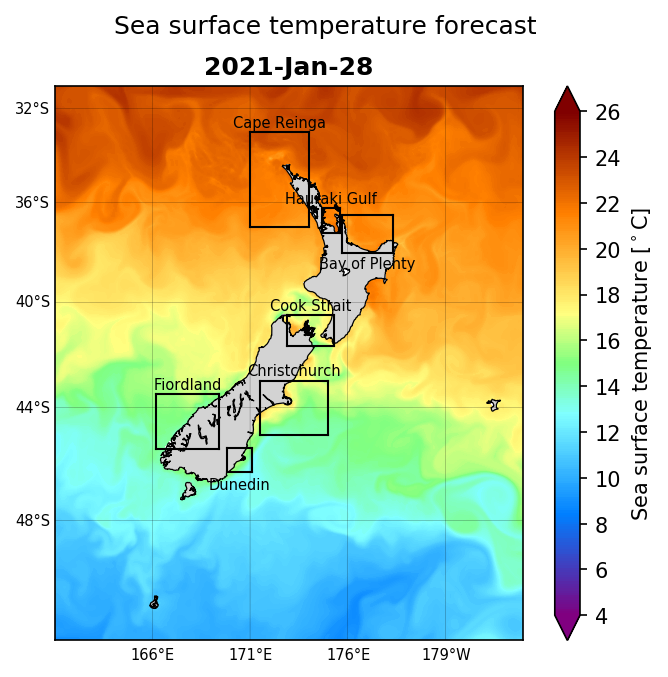 Sea surface temperature forecast
2021-Jan-28
32°S
36°S
40°S
44°S
48°S
166°E
171°E
176°E
179°W
Cape Reinga
Hauraki Gulf
Bay of Plenty
Cook Strait
Christchurch
Fiordland
Dunedin
26
24
22
20
18
16
14
12
10
8
6
4
Sea surface temperature [°C]